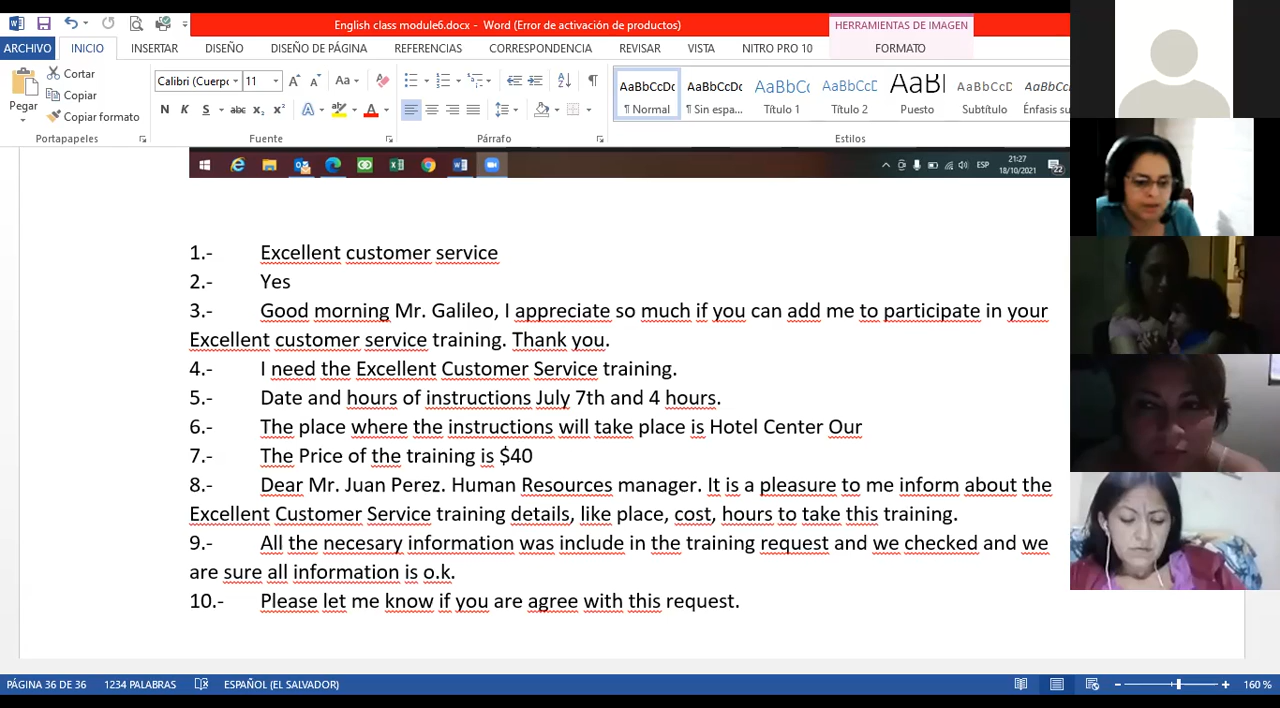 English class module6.docx - Word (Error de activación de productos)
HERRAMIENTAS DE IMAGEN
ARCHIVO INICIO INSERTAR DISEÑO DISEÑO DE PÁGINA REFERENCIAS CORRESPONDENCIA REVISAR VISTA NITRO PRO 10 FORMATO
Pegar
Cortar
Copiar
Copiar formato
Portapapeles
Calibri (Cuerpo 11
N K S abc x₂ x²
Fuente
Párrafo
AaBbCcDc AaBbCcDc AaBbCc AaBbCcC AaBl AaBbCcD AaBbCcDc
¶ Normal ¶ Sin espa... Título 1 Título 2 Puesto Subtítulo Énfasis su
Estilos
ESP 21:27
18/10/2021
22
1.- Excellent customer service
2.- Yes
3.- Good morning Mr. Galileo, I appreciate so much if you can add me to participate in your
Excellent customer service training. Thank you.
4.- I need the Excellent Customer Service training.
5.- Date and hours of instructions July 7th and 4 hours.
6.- The place where the instructions will take place is Hotel Center Our
7.- The Price of the training is $40
8.- Dear Mr. Juan Perez. Human Resources manager. It is a pleasure to me inform about the
Excellent Customer Service training details, like place, cost, hours to take this training.
9.- All the necesary information was include in the training request and we checked and we
are sure all information is o.k.
10.- Please let me know if you are agree with this request.
PÁGINA 36 DE 36 1234 PALABRAS ESPAÑOL (EL SALVADOR) 160 %